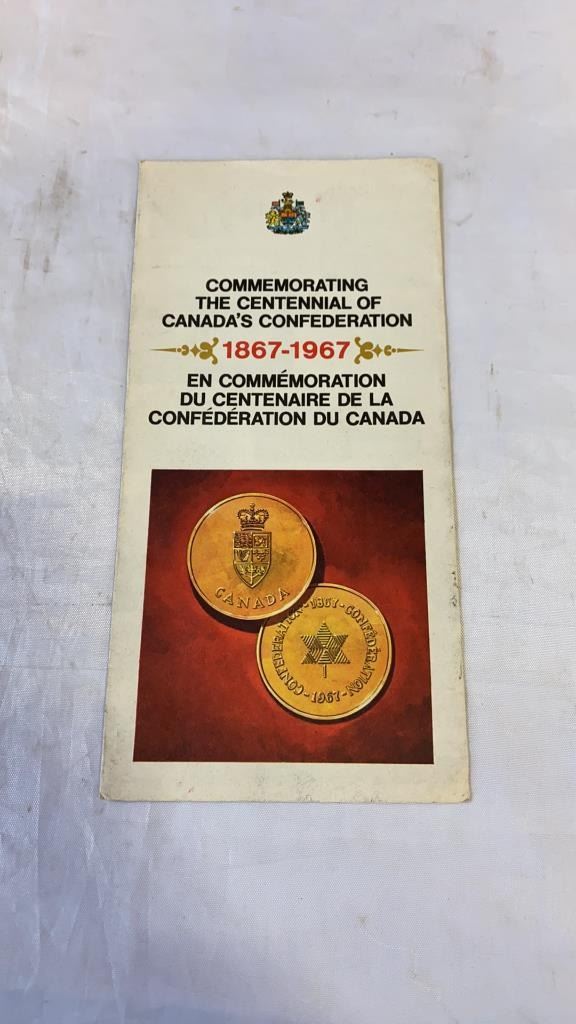 COMMEMORATING
THE CENTENNIAL OF
CANADA'S CONFEDERATION
1867-1967
EN COMMÉMORATION
DU CENTENAIRE DE LA
CONFÉDÉRATION DU CANADA
CANADA
CONFEDERATION-1867-CONFÉDÉRATION
-1967-